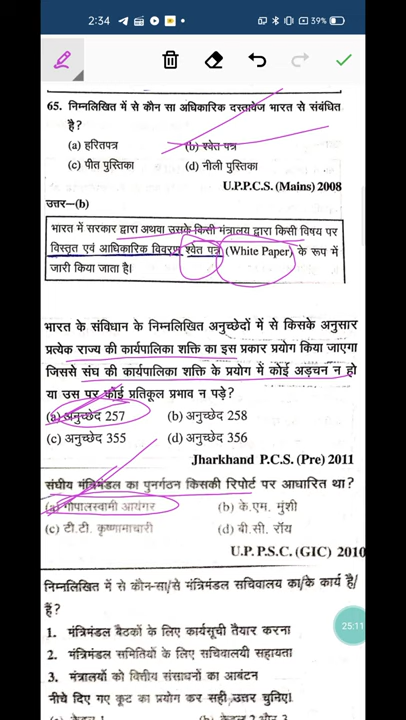 2:34
39%
65. निम्नलिखित में से कौन सा अधिकारिक दस्तावेज भारत से संबंधित
है?
(a) हरितपत्र (b) श्वेत पत्र
(c) पीत पुस्तिका (d) नीली पुस्तिका
U.P.P.C.S. (Mains) 2008
उत्तर–(b)
भारत में सरकार द्वारा अथवा उसके किसी मंत्रालय द्वारा किसी विषय पर
विस्तृत एवं आधिकारिक विवरण श्वेत पत्र (White Paper) के रूप में
जारी किया जाता है।
भारत के संविधान के निम्नलिखित अनुच्छेदों में से किसके अनुसार
प्रत्येक राज्य की कार्यपालिका शक्ति का इस प्रकार प्रयोग किया जाएगा
जिससे संघ की कार्यपालिका शक्ति के प्रयोग में कोई अड़चन न हो
या उस पर कोई प्रतिकूल प्रभाव न पड़े?
(a) अनुच्छेद 257 (b) अनुच्छेद 258
(c) अनुच्छेद 355 (d) अनुच्छेद 356
Jharkhand P.C.S. (Pre) 2011
संघीय मंत्रिमंडल का पुनर्गठन किसकी रिपोर्ट पर आधारित था?
(a) गोपालस्वामी आयंगर (b) के.एम. मुंशी
(c) टी.टी. कृष्णामाचारी (d) बी.सी. रॉय
U.P. P.S.C. (GIC) 2010
निम्नलिखित में से कौन-सा/से मंत्रिमंडल सचिवालय का/के कार्य है/
हैं?
25:11
1. मंत्रिमंडल बैठकों के लिए कार्यसूची तैयार करना
2. मंत्रिमंडल समितियों के लिए सचिवालयी सहायता
3. मंत्रालयों को वित्तीय संसाधनों का आबंटन
नीचे दिए गए कूट का प्रयोग कर सही उत्तर चुनिए।